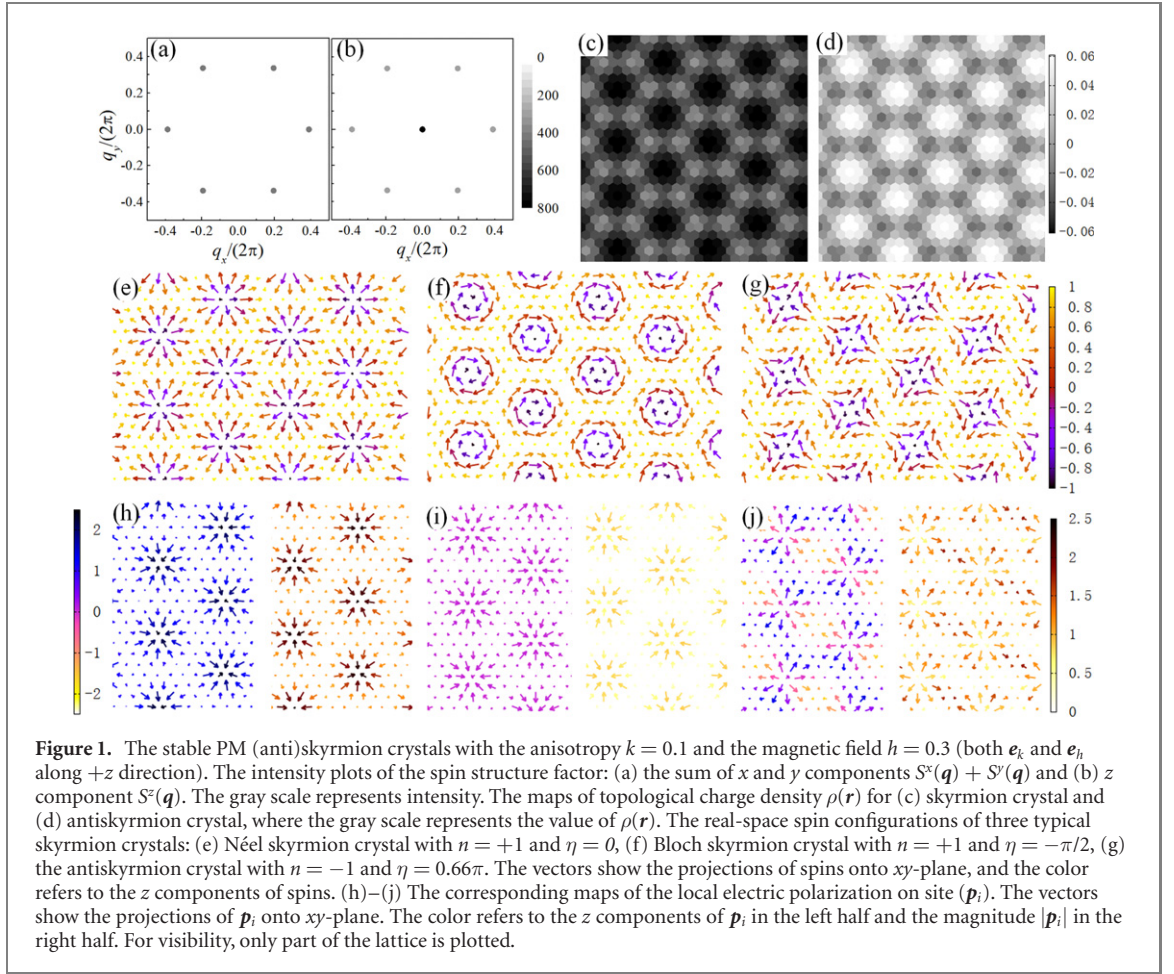 (a)
(b)
(c)
(d)
0.4
0.2
0.0
-0.2
-0.4
q_y/(2π)
-0.4 -0.2 0.0 0.2 0.4
-0.4 -0.2 0.0 0.2 0.4
q_x/(2π)
q_x/(2π)
0
200
400
600
800
0.06
0.04
0.02
0
−0.02
−0.04
−0.06
(e)
(f)
(g)
1
0.8
0.6
0.4
0.2
0
−0.2
−0.4
−0.6
−0.8
−1
(h)
(i)
(j)
2
1
0
−1
−2
2.5
2
1.5
1
0.5
0
Figure 1. The stable PM (anti)skyrmion crystals with the anisotropy k = 0.1 and the magnetic field h = 0.3 (both e_k and e_h
along +z direction). The intensity plots of the spin structure factor: (a) the sum of x and y components S^x(q) + S^y(q) and (b) z
component S^z(q). The gray scale represents intensity. The maps of topological charge density ρ(r) for (c) skyrmion crystal and
(d) antiskyrmion crystal, where the gray scale represents the value of ρ(r). The real-space spin configurations of three typical
skyrmion crystals: (e) Néel skyrmion crystal with n = +1 and η = 0, (f) Bloch skyrmion crystal with n = +1 and η = −π/2, (g)
the antiskyrmion crystal with n = −1 and η = 0.66π. The vectors show the projections of spins onto xy-plane, and the color
refers to the z components of spins. (h)–(j) The corresponding maps of the local electric polarization on site (p_i). The vectors
show the projections of p_i onto xy-plane. The color refers to the z components of p_i in the left half and the magnitude |p_i| in the
right half. For visibility, only part of the lattice is plotted.